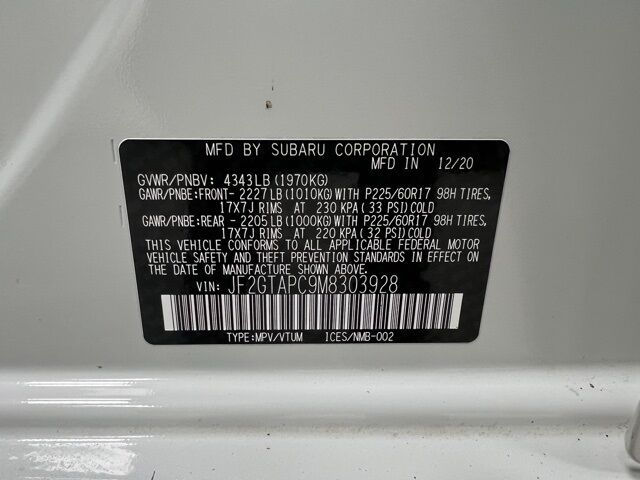 MFD BY SUBARU CORPORATION
MFD IN 12/20
GVWR/PNBV: 4343LB (1970KG)
GAWR/PNBE:FRONT- 2227LB (1010KG) WITH P225/60R17 98H TIRES,
17X7J RIMS AT 230 KPA (33 PSI) COLD
GAWR/PNBE:REAR - 2205LB (1000KG) WITH P225/60R17 98H TIRES,
17X7J RIMS AT 220 KPA (32 PSI) COLD
THIS VEHICLE CONFORMS TO ALL APPLICABLE FEDERAL MOTOR
VEHICLE SAFETY AND THEFT PREVENTION STANDARDS IN EFFECT
ON THE DATE OF MANUFACTURE SHOWN ABOVE.
VIN: JF2GTAPC9M8303928
TYPE:MPV/VTUM ICES/NMB-002